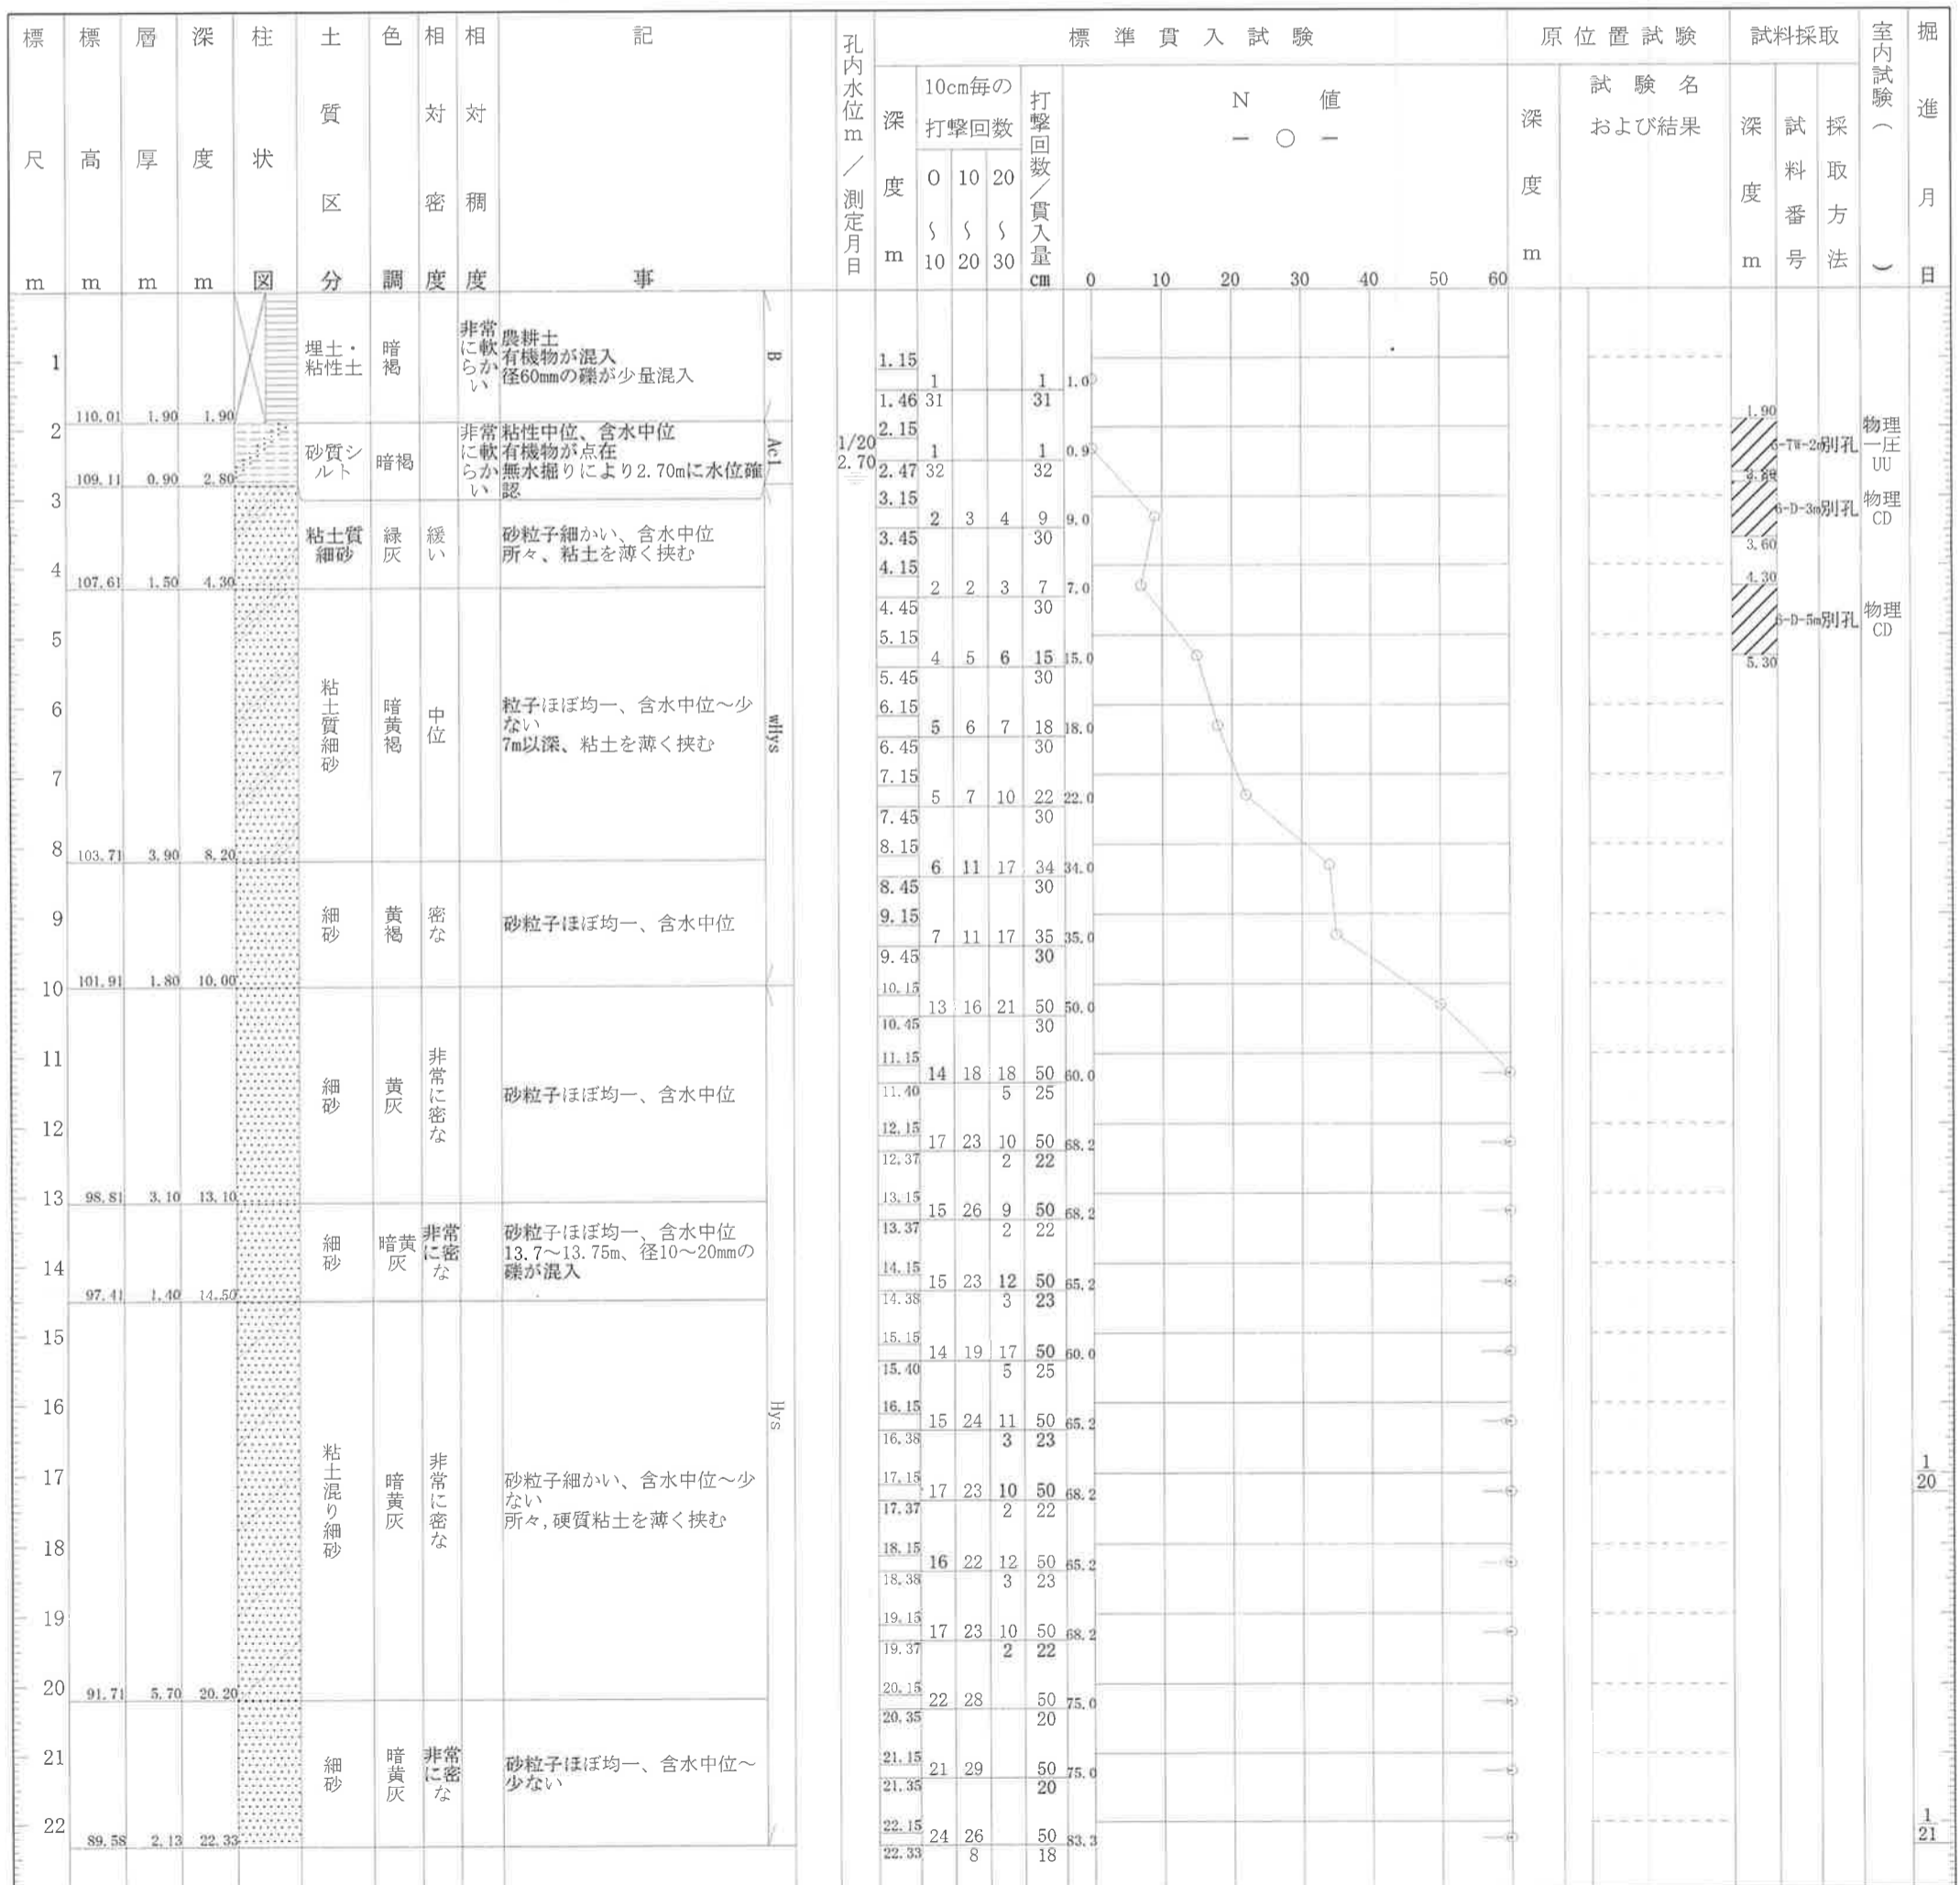 標尺 m
標高 m
層厚 m
深度 m
柱状図
土質区分
色調
相対密度
相対稠度
記事
孔内水位m/測定月日
標準貫入試験
深度 m
10cm毎の
打撃回数
0 10 20
〜 〜 〜
10 20 30
打撃回数/貫入量 cm
N 値
0 10 20 30 40 50 60
原位置試験
深度 m
試験名
および結果
試料採取
深度 m
試料番号
採取方法
室内試験( )
掘進月日
1
2
3
4
5
6
7
8
9
10
11
12
13
14
15
16
17
18
19
20
21
22
110.01 1.90 1.90
埋土・
粘性土
暗褐
非常に軟らかい
農耕土
有機物が混入
径60mmの礫が少量混入
B
109.11 0.90 2.80
砂質シ
ルト
暗褐
非常に軟らかい
粘性中位、含水中位
有機物が点在
無水掘りにより2.70mに水位確
認
Ac1
107.61 1.50 4.30
粘土質
細砂
緑灰
緩い
砂粒子細かい、含水中位
所々、粘土を薄く挟む
103.71 3.90 8.20
粘土質細砂
暗黄褐
中位
粒子ほぼ均一、含水中位〜少
ない
7m以深、粘土を薄く挟む
wHys
101.91 1.80 10.00
細砂
黄褐
密な
砂粒子ほぼ均一、含水中位
98.81 3.10 13.10
細砂
黄灰
非常に密な
砂粒子ほぼ均一、含水中位
97.41 1.40 14.50
細砂
暗黄灰
非常に密な
砂粒子ほぼ均一、含水中位
13.7〜13.75m、径10〜20mmの
礫が混入
91.71 5.70 20.20
粘土混り細砂
暗黄灰
非常に密な
砂粒子細かい、含水中位〜少
ない
所々,硬質粘土を薄く挟む
Hys
89.58 2.13 22.33
細砂
暗黄灰
非常に密な
砂粒子ほぼ均一、含水中位〜
少ない
1/20
2.70
1.15
1 1 1.0
1.46 31 31
2.15
1 1 0.9
2.47 32 32
3.15
2 3 4 9 9.0
3.45 30
4.15
2 2 3 7 7.0
4.45 30
5.15
4 5 6 15 15.0
5.45 30
6.15
5 6 7 18 18.0
6.45 30
7.15
5 7 10 22 22.0
7.45 30
8.15
6 11 17 34 34.0
8.45 30
9.15
7 11 17 35 35.0
9.45 30
10.15
13 16 21 50 50.0
10.45 30
11.15
14 18 18 50 60.0
11.40 5 25
12.15
17 23 10 50 68.2
12.37 2 22
13.15
15 26 9 50 68.2
13.37 2 22
14.15
15 23 12 50 65.2
14.38 3 23
15.15
14 19 17 50 60.0
15.40 5 25
16.15
15 24 11 50 65.2
16.38 3 23
17.15
17 23 10 50 68.2
17.37 2 22
18.15
16 22 12 50 65.2
18.38 3 23
19.15
17 23 10 50 68.2
19.37 2 22
20.15
22 28 50 75.0
20.35 20
21.15
21 29 50 75.0
21.35 20
22.15
24 26 50 83.3
22.33 8 18
1.90
別孔
物理
一圧
UU
6-D-3m 別孔
物理
CD
3.60
4.30
6-D-5m 別孔
物理
CD
5.30
1
20
1
21